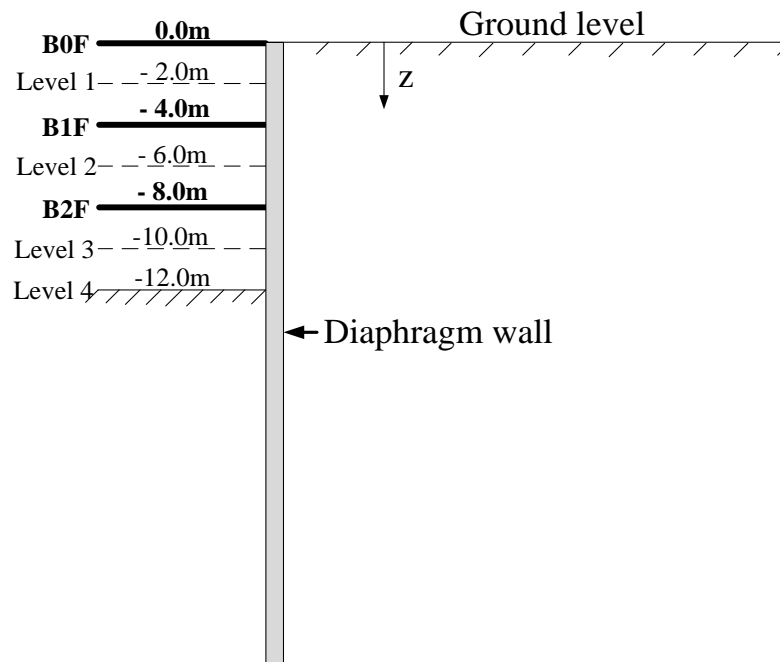 Ground level
B0F 0.0m
z
Level 1 - 2.0m
B1F - 4.0m
Level 2 - 6.0m
B2F - 8.0m
Level 3 -10.0m
Level 4 -12.0m
Diaphragm wall